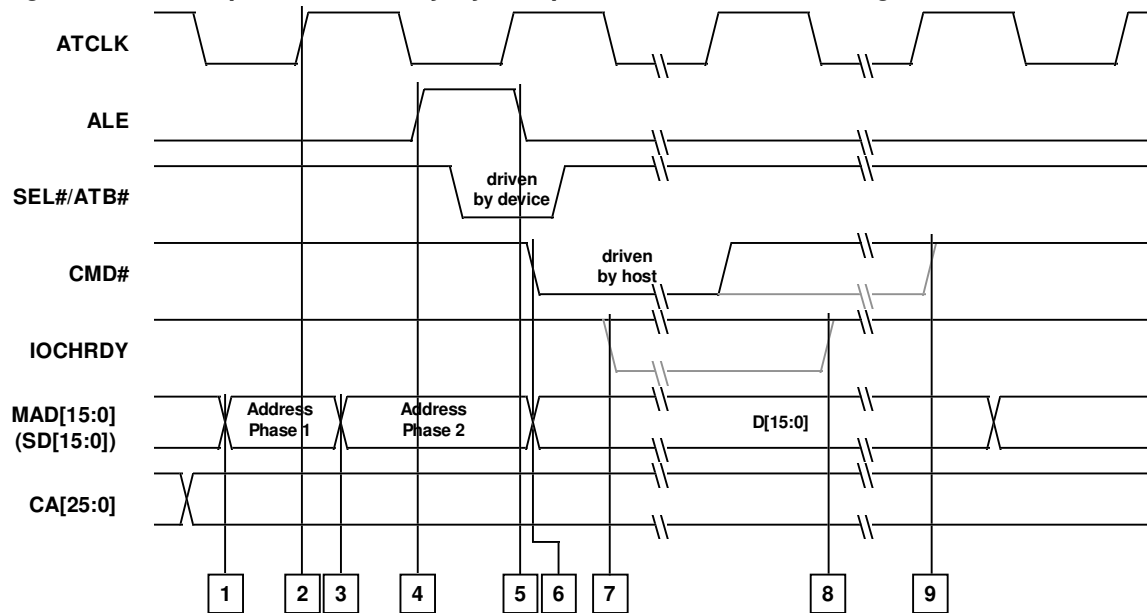 ATCLK
ALE
SEL#/ATB#
driven
by device
CMD#
driven
by host
IOCHRDY
MAD[15:0]
(SD[15:0])
Address
Phase 1
Address
Phase 2
D[15:0]
CA[25:0]
1 2 3 4 5 6 7 8 9